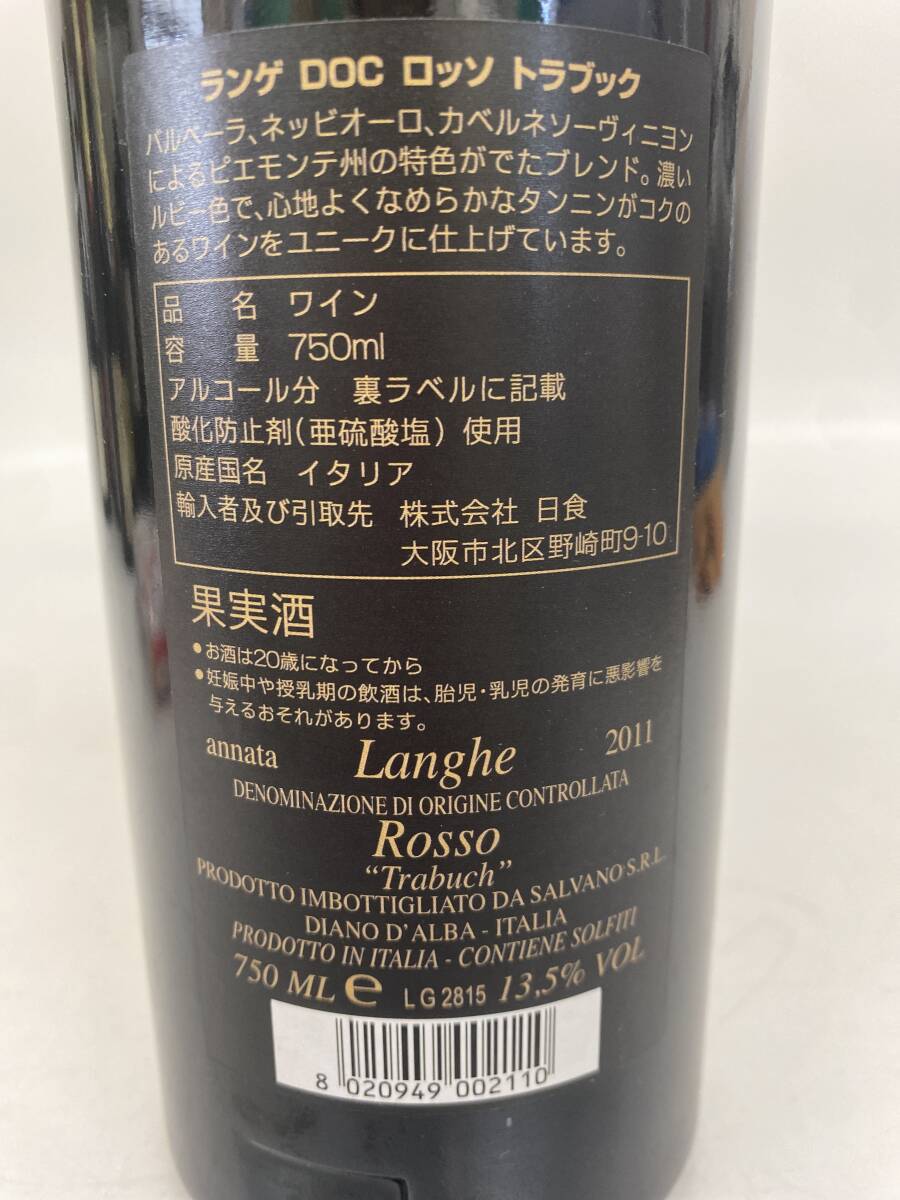 ランゲ DOC ロッソ トラブック
バルベーラ、ネッビオーロ、カベルネソーヴィニヨン
によるピエモンテ州の特色がでたブレンド。濃い
ルビー色で、心地よくなめらかなタンニンがコクの
あるワインをユニークに仕上げています。
品 名 ワイン
容 量 750ml
アルコール分 裏ラベルに記載
酸化防止剤(亜硫酸塩) 使用
原産国名 イタリア
輸入者及び引取先 株式会社 日食
大阪市北区野崎町9-10
果実酒
●お酒は20歳になってから
●妊娠中や授乳期の飲酒は、胎児・乳児の発育に悪影響を
与えるおそれがあります。
annata Langhe 2011
DENOMINAZIONE DI ORIGINE CONTROLLATA
Rosso
“Trabuch”
PRODOTTO IMBOTTIGLIATO DA SALVANO S.R.L.
DIANO D'ALBA - ITALIA
PRODOTTO IN ITALIA - CONTIENE SOLFITI
750 ML e LG2815 13,5% VOL
8 020949 002110